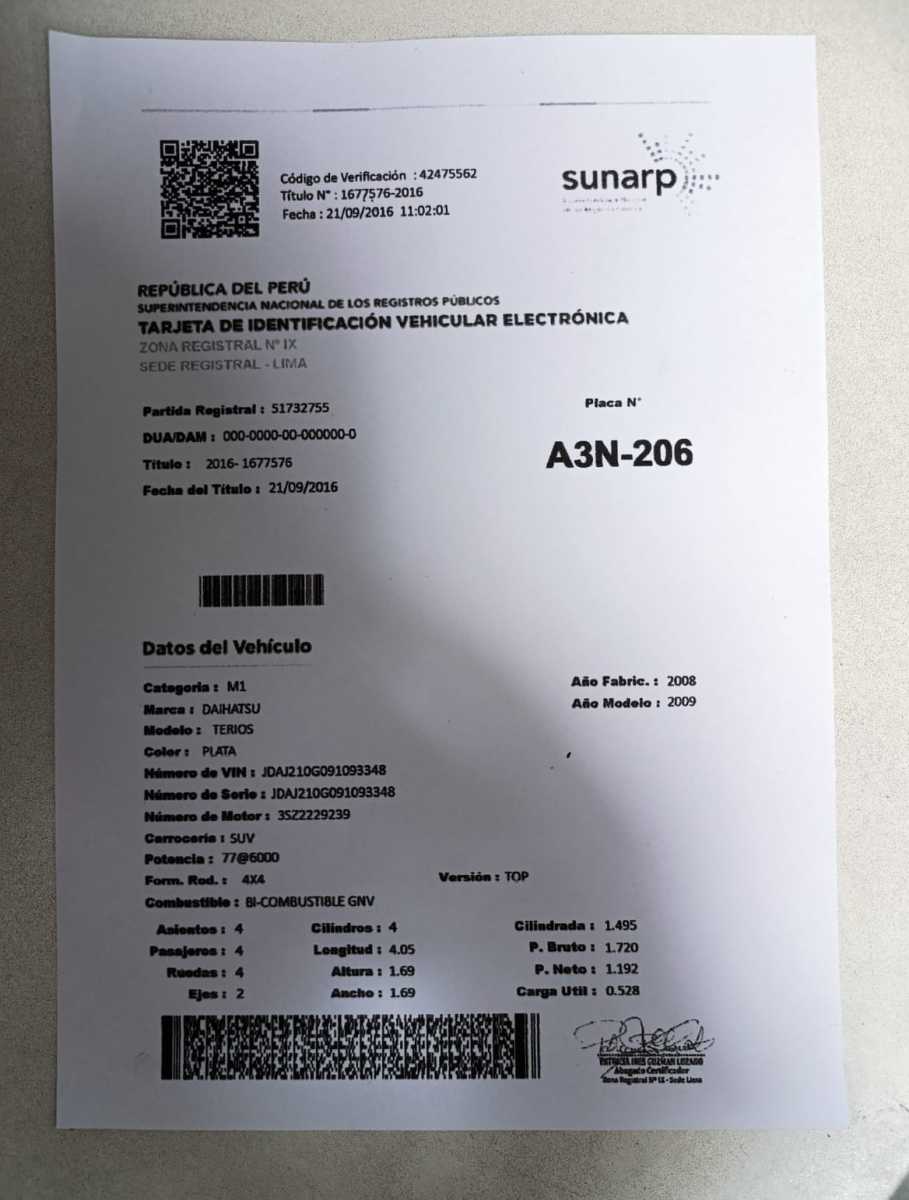 Código de Verificación : 42475562
Título N° : 1677576-2016
Fecha : 21/09/2016 11:02:01
sunarp
REPÚBLICA DEL PERÚ
SUPERINTENDENCIA NACIONAL DE LOS REGISTROS PÚBLICOS
TARJETA DE IDENTIFICACIÓN VEHICULAR ELECTRÓNICA
ZONA REGISTRAL N° IX
SEDE REGISTRAL - LIMA
Partida Registral : 51732755
DUA/DAM : 000-0000-00-000000-0
Título : 2016- 1677576
Fecha del Título : 21/09/2016
Placa N°
A3N-206
Datos del Vehículo
Categoria : M1
Marca : DAIHATSU
Modelo : TERIOS
Color : PLATA
Número de VIN : JDAJ210G091093348
Número de Serie : JDAJ210G091093348
Número de Motor : 3SZ2229239
Carrocería : SUV
Potencia : 77@6000
Form. Rod. : 4X4
Combustible : BI-COMBUSTIBLE GNV
Año Fabric. : 2008
Año Modelo : 2009
Versión : TOP
Asientos : 4 Cilindros : 4 Cilindrada : 1.495
Pasajeros : 4 Longitud : 4.05 P. Bruto : 1.720
Ruedas : 4 Altura : 1.69 P. Neto : 1.192
Ejes : 2 Ancho : 1.69 Carga Util : 0.528
PATRICIA INES GUZMAN LOZADO
Abogado Certificador
Zona Registral N° IX - Sede Lima